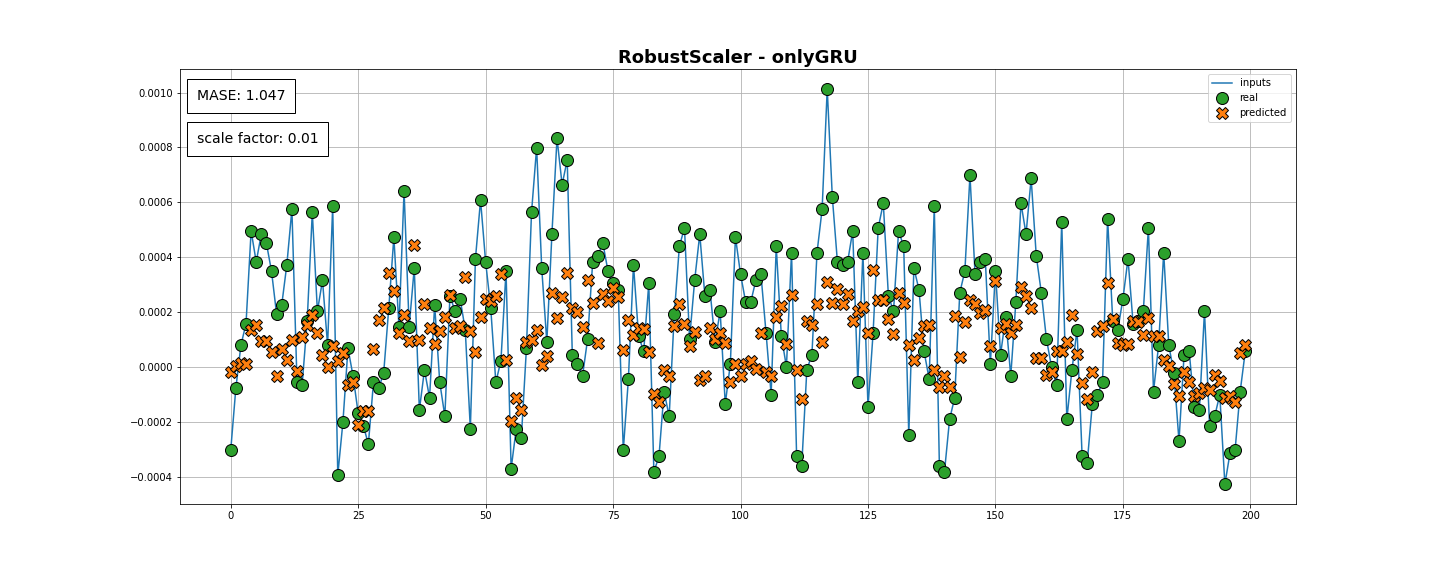 RobustScaler - onlyGRU
MASE: 1.047
scale factor: 0.01
inputs
real
predicted
0.0010
0.0008
0.0006
0.0004
0.0002
0.0000
−0.0002
−0.0004
0 25 50 75 100 125 150 175 200